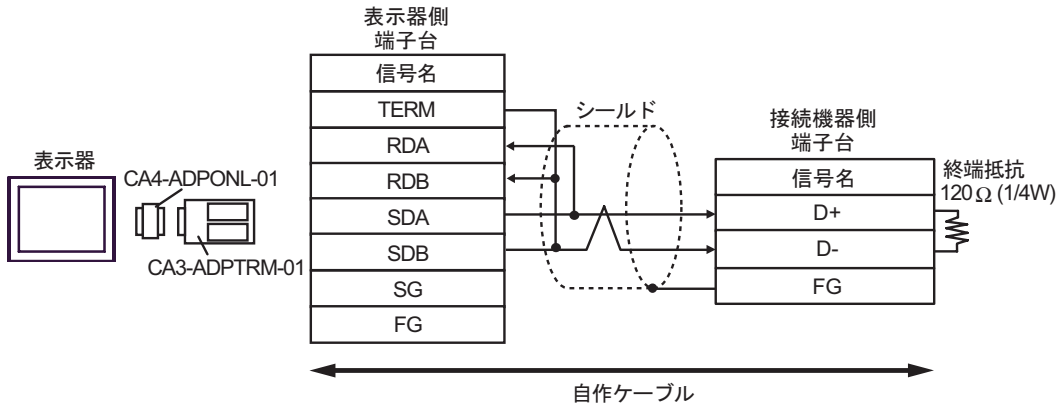 表示器
CA4-ADPONL-01
CA3-ADPTRM-01
表示器側
端子台
信号名
TERM
RDA
RDB
SDA
SDB
SG
FG
シールド
接続機器側
端子台
信号名
D+
D-
FG
終端抵抗
120Ω (1/4W)
自作ケーブル